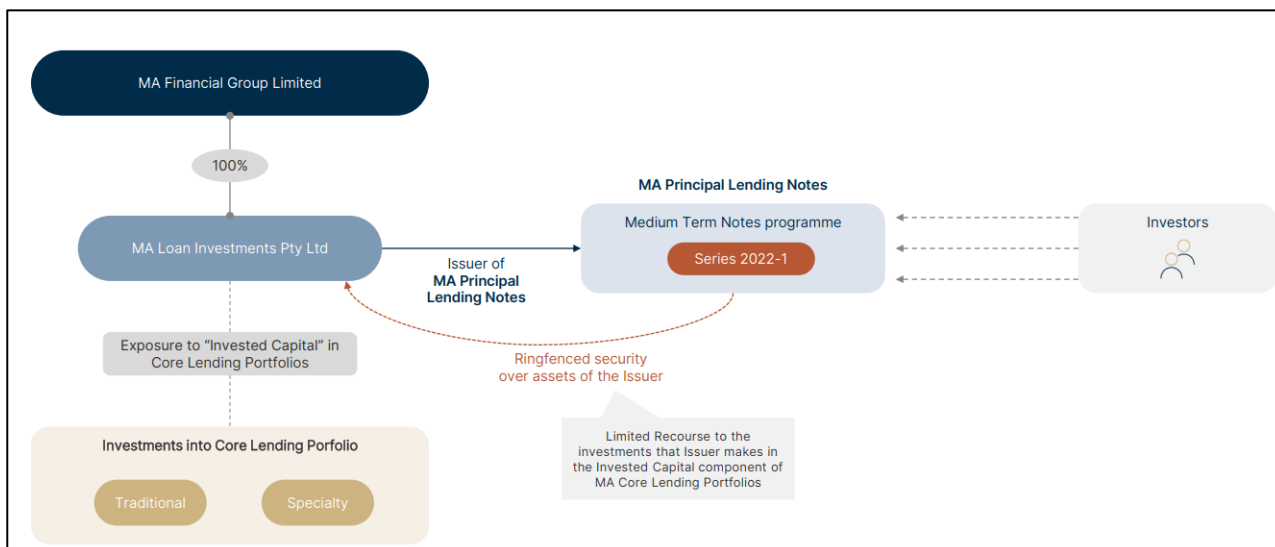 MA Financial Group Limited
100%
MA Loan Investments Pty Ltd
Issuer of
MA Principal
Lending Notes
MA Principal Lending Notes
Medium Term Notes programme
Series 2022-1
Investors
Exposure to “Invested Capital” in
Core Lending Portfolios
Ringfenced security
over assets of the Issuer
Limited Recourse to the
investments that Issuer makes in
the Invested Capital component of
MA Core Lending Portfolios
Investments into Core Lending Porfolio
Traditional
Specialty